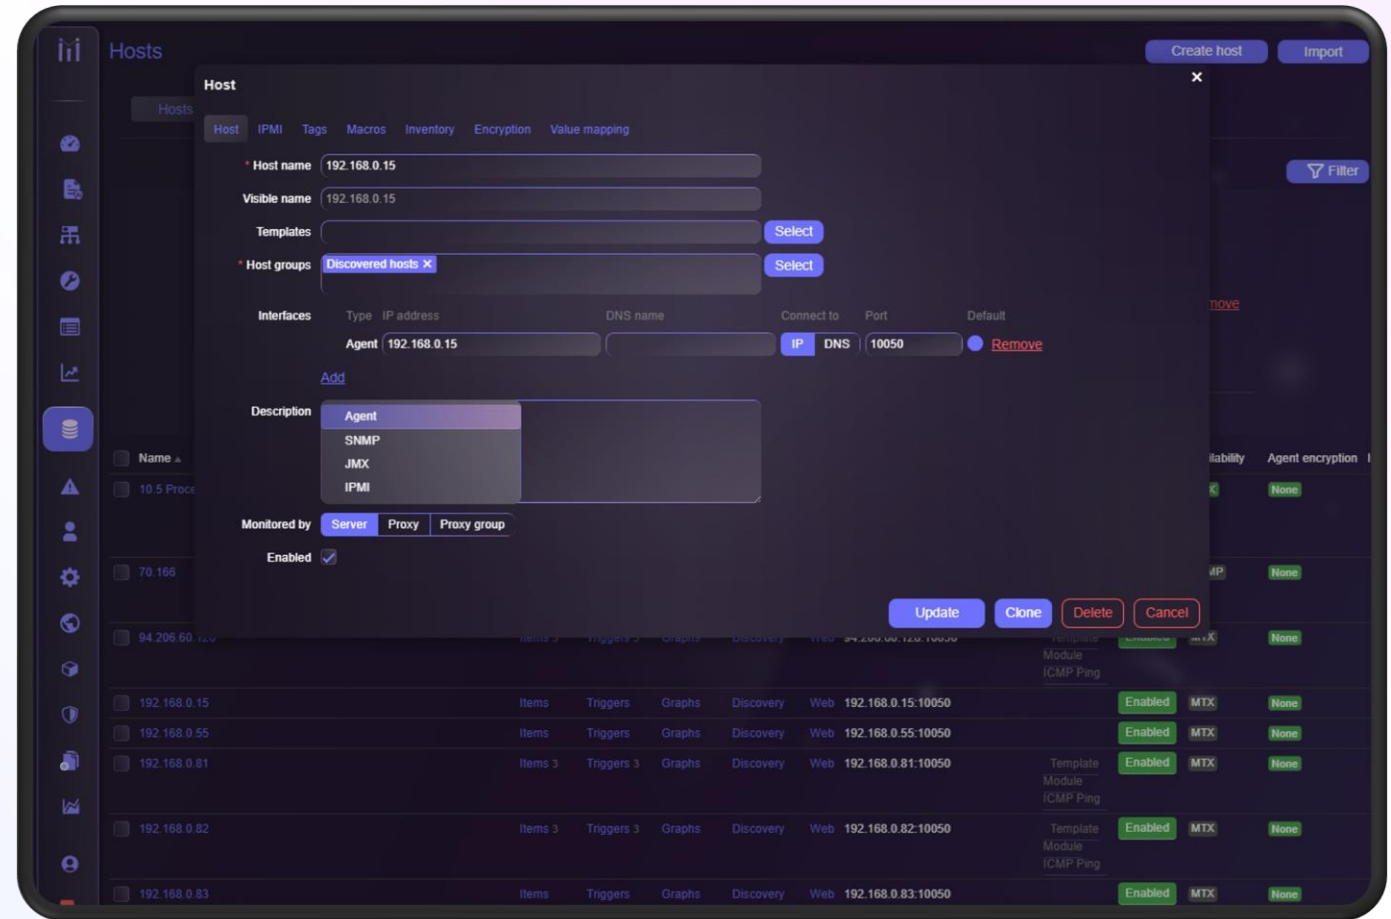 Hosts
Create host
Import
Host
×
Hosts
Host IPMI Tags Macros Inventory Encryption Value mapping
* Host name 192.168.0.15
Filter
Visible name 192.168.0.15
Templates Select
* Host groups Discovered hosts × Select
Interfaces Type IP address DNS name Connect to Port Default
Agent 192.168.0.15 IP DNS 10050 Remove
Add
Description
Agent
SNMP
JMX
IPMI
Name
Agent encryption
10.5 None
Monitored by Server Proxy Proxy group
Enabled
70.166 None
Update Clone Delete Cancel
None
Module
ICMP Ping
192.168.0.15 Items Triggers Graphs Discovery Web 192.168.0.15:10050 Enabled MTX None
192.168.0.55 Items Triggers Graphs Discovery Web 192.168.0.55:10050 Enabled MTX None
192.168.0.81 Items 3 Triggers 3 Graphs Discovery Web 192.168.0.81:10050 Template Enabled MTX None
Module
ICMP Ping
192.168.0.82 Items 3 Triggers 3 Graphs Discovery Web 192.168.0.82:10050 Template Enabled MTX None
Module
ICMP Ping
192.168.0.83 Items Triggers Graphs Discovery Web 192.168.0.83:10050 Enabled MTX None